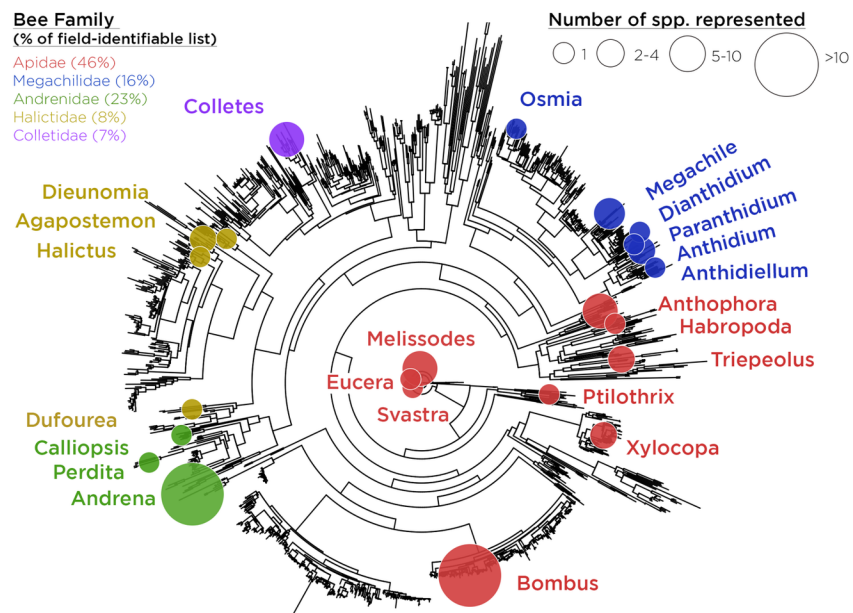 Bee Family
(% of field-identifiable list)
Apidae (46%)
Megachilidae (16%)
Andrenidae (23%)
Halictidae (8%)
Colletidae (7%)
Number of spp. represented
1
2-4
5-10
>10
Colletes
Osmia
Megachile
Dianthidium
Paranthidium
Anthidium
Anthidiellum
Dieunomia
Agapostemon
Halictus
Anthophora
Habropoda
Triepeolus
Melissodes
Eucera
Svastra
Ptilothrix
Xylocopa
Dufourea
Calliopsis
Perdita
Andrena
Bombus